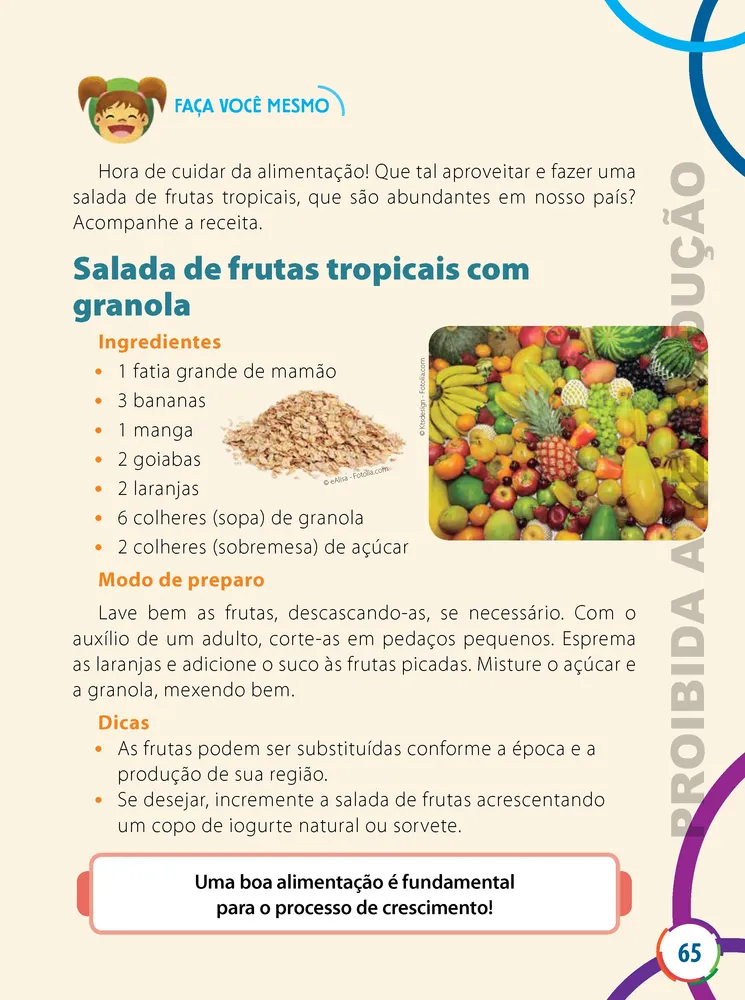 FAÇA VOCÊ MESMO
Hora de cuidar da alimentação! Que tal aproveitar e fazer uma
salada de frutas tropicais, que são abundantes em nosso país?
Acompanhe a receita.
Salada de frutas tropicais com
granola
Ingredientes
• 1 fatia grande de mamão
• 3 bananas
• 1 manga
• 2 goiabas
• 2 laranjas
• 6 colheres (sopa) de granola
• 2 colheres (sobremesa) de açúcar
© eAlisa - Fotolia.com
© Ktsdesign - Fotolia.com
Modo de preparo
Lave bem as frutas, descascando-as, se necessário. Com o
auxílio de um adulto, corte-as em pedaços pequenos. Esprema
as laranjas e adicione o suco às frutas picadas. Misture o açúcar e
a granola, mexendo bem.
Dicas
• As frutas podem ser substituídas conforme a época e a
produção de sua região.
• Se desejar, incremente a salada de frutas acrescentando
um copo de iogurte natural ou sorvete.
Uma boa alimentação é fundamental
para o processo de crescimento!
65
PROIBIDA A DUÇÃO